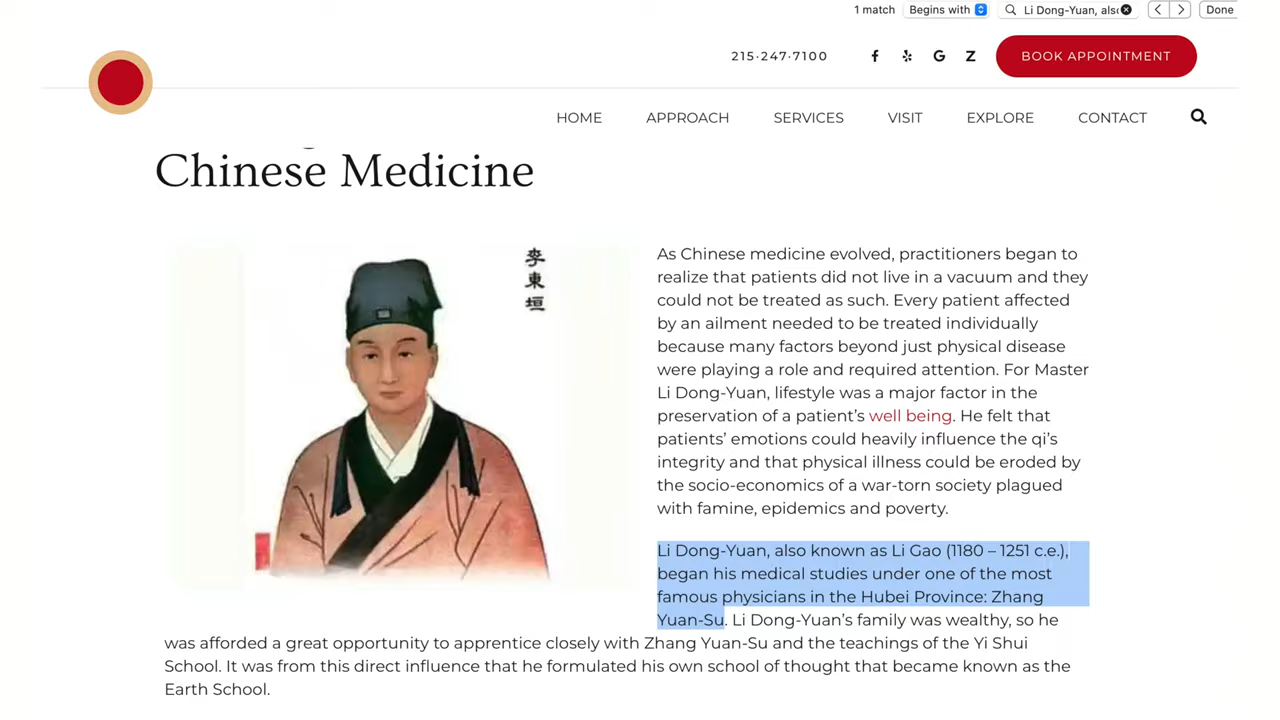 1 match Begins with Li Dong-Yuan, als Done
215·247·7100 f G Z BOOK APPOINTMENT
HOME APPROACH SERVICES VISIT EXPLORE CONTACT
Chinese Medicine
李東垣
As Chinese medicine evolved, practitioners began to
realize that patients did not live in a vacuum and they
could not be treated as such. Every patient affected
by an ailment needed to be treated individually
because many factors beyond just physical disease
were playing a role and required attention. For Master
Li Dong-Yuan, lifestyle was a major factor in the
preservation of a patient’s well being. He felt that
patients’ emotions could heavily influence the qi’s
integrity and that physical illness could be eroded by
the socio-economics of a war-torn society plagued
with famine, epidemics and poverty.
Li Dong-Yuan, also known as Li Gao (1180 – 1251 c.e.),
began his medical studies under one of the most
famous physicians in the Hubei Province: Zhang
Yuan-Su. Li Dong-Yuan’s family was wealthy, so he
was afforded a great opportunity to apprentice closely with Zhang Yuan-Su and the teachings of the Yi Shui
School. It was from this direct influence that he formulated his own school of thought that became known as the
Earth School.